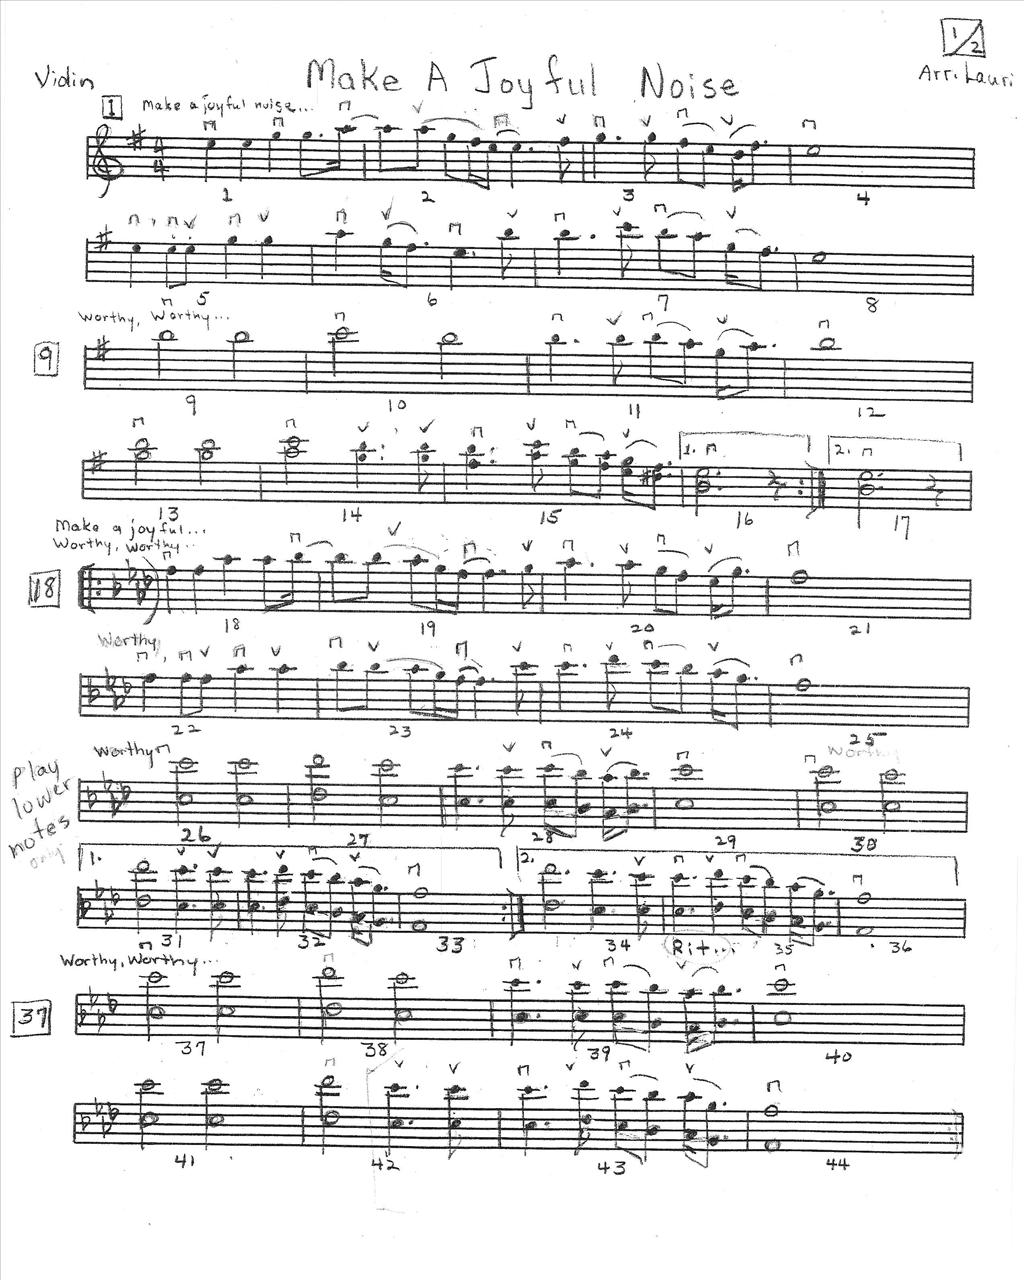 1/2
Violin
Make A Joyful Noise
Arr. Lauri
1 Make a joyful noise...
4
4
1 2 3 4
5 6 7 8
Worthy, Worthy...
9
9 10 11 12
1. 2.
13 14 15 16 17
Make a joyful...
Worthy, Worthy..
18
18 19 20 21
Worthy
22 23 24 25
Worthy Worthy
play
lower
notes
only
26 27 28 29 30
1. 2.
31 32 33 34 Rit... 35 36
Worthy, Worthy...
37
37 38 39 40
41 42 43 44